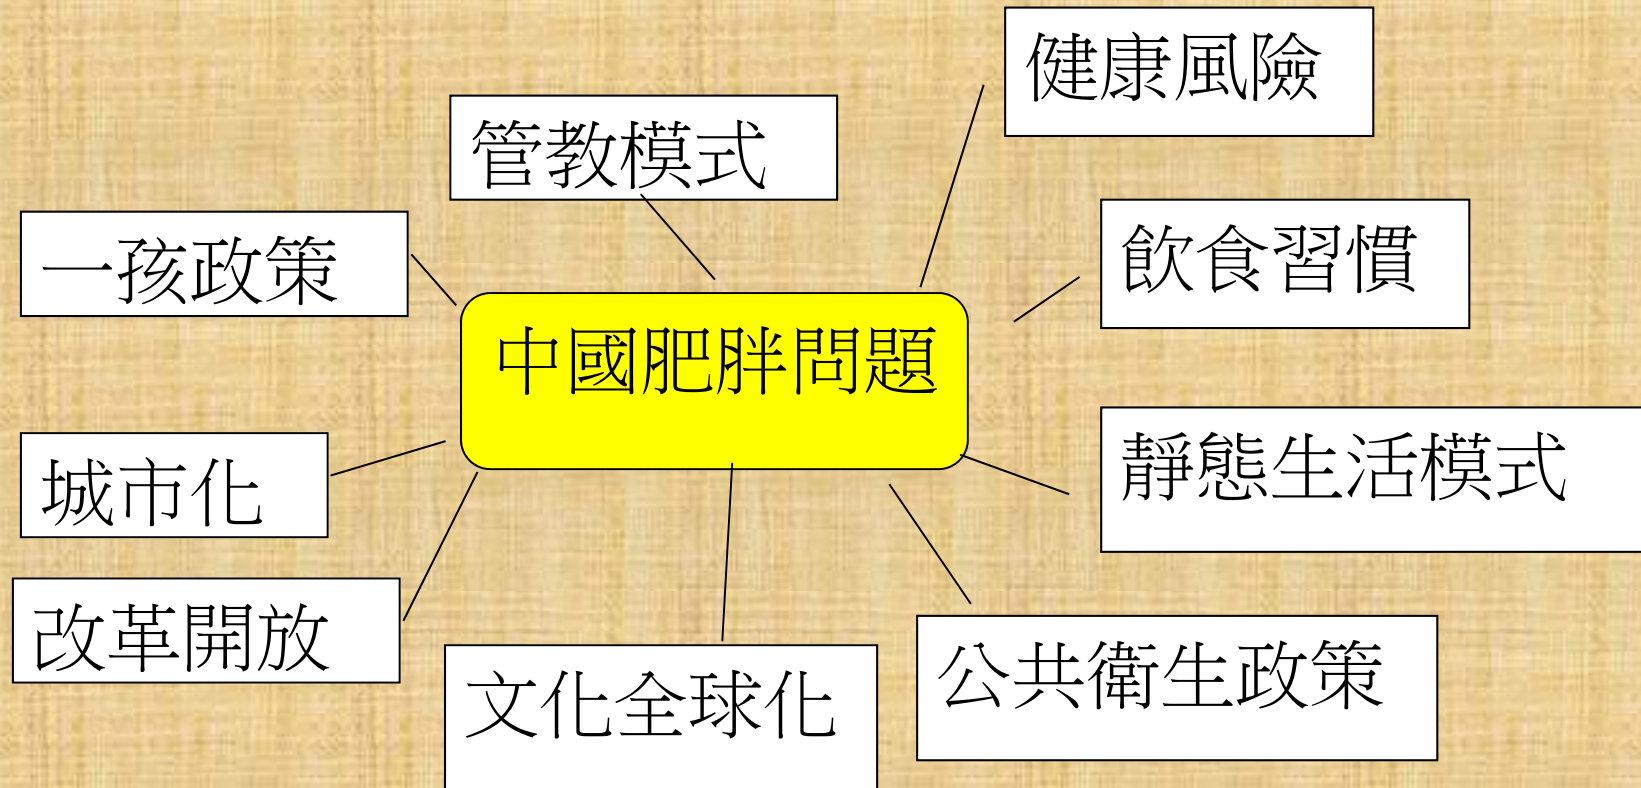 健康風險
管教模式
飲食習慣
一孩政策
中國肥胖問題
靜態生活模式
城市化
改革開放
公共衛生政策
文化全球化